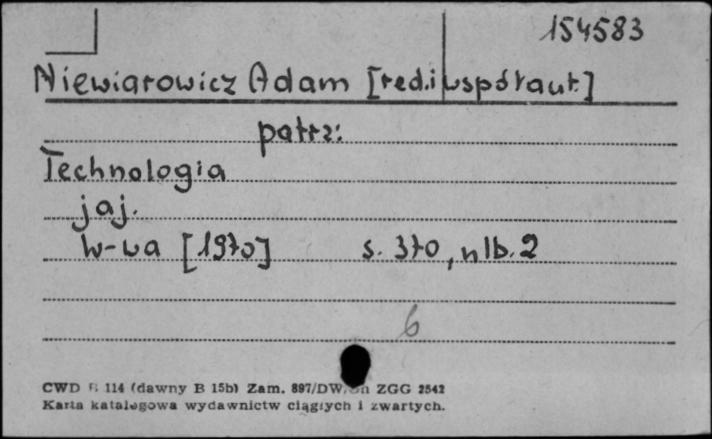 154583
Niewiarowicz Adam [red.i współaut.]
patrz:
Technologia
jaj.
W-wa [1970] s. 370, nlb. 2
6
CWD B 114 (dawny B 15b) Zam. 897/DW ZGG 2542
Karta katalogowa wydawnictw ciągłych i zwartych.